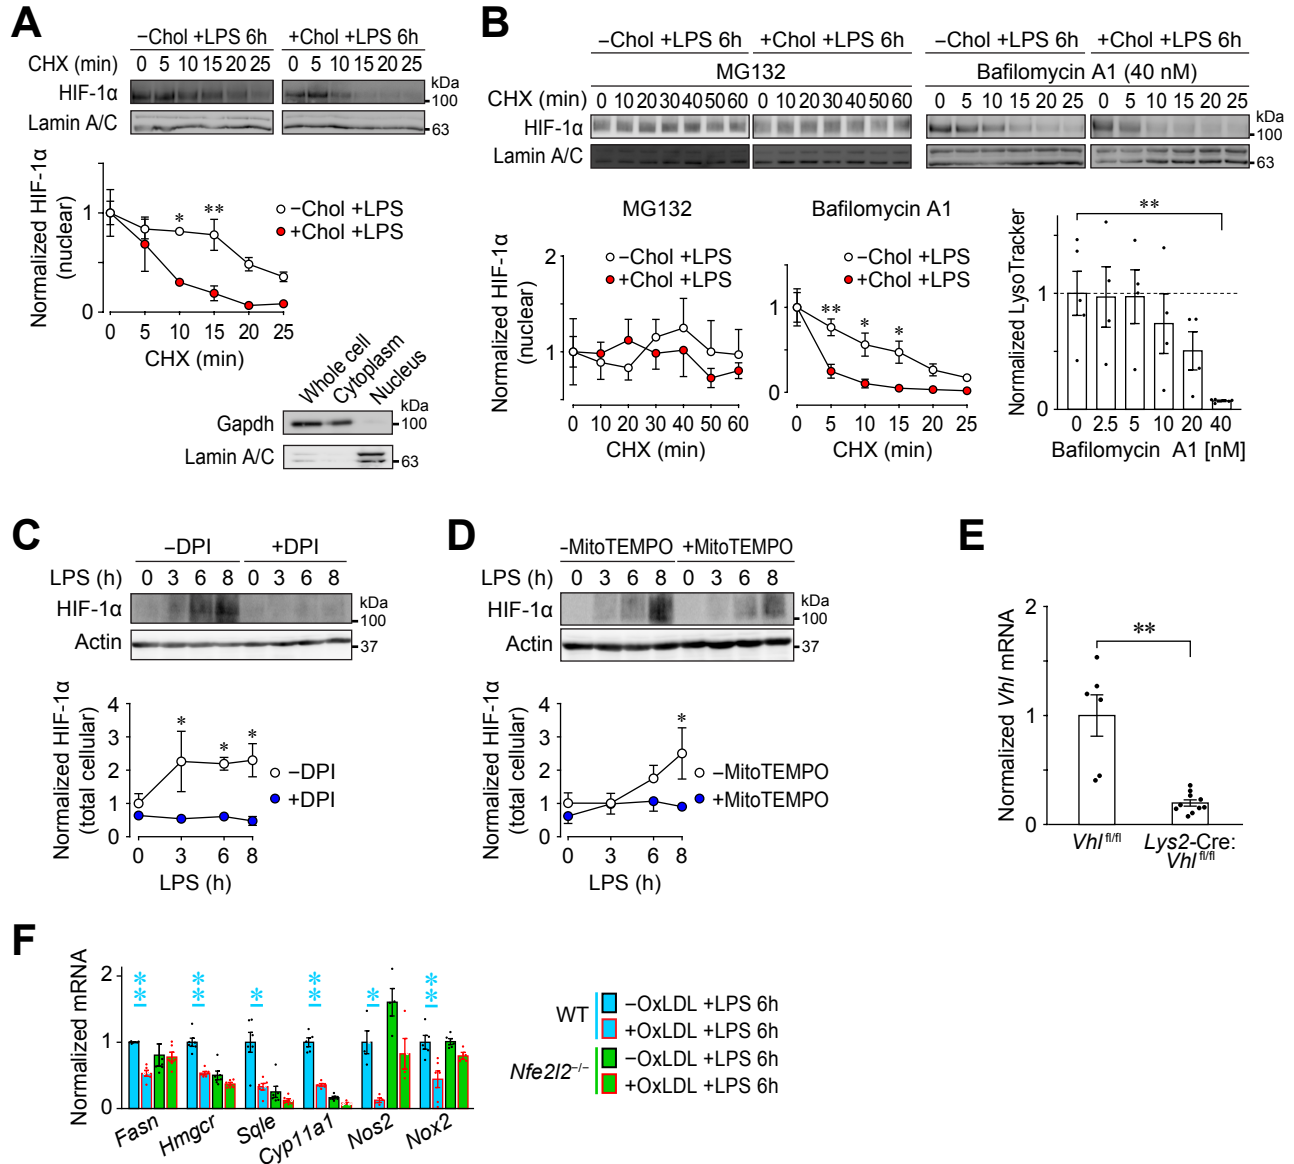 A
−Chol +LPS 6h +Chol +LPS 6h
CHX (min) 0 5 10 15 20 25 0 5 10 15 20 25
kDa
HIF-1α 100
Lamin A/C 63
Normalized HIF-1α
(nuclear)
1
0
* **
−Chol +LPS
+Chol +LPS
0 5 10 15 20 25
CHX (min)
Whole cell
Cytoplasm
Nucleus
kDa
Gapdh 100
Lamin A/C 63
B
−Chol +LPS 6h +Chol +LPS 6h −Chol +LPS 6h +Chol +LPS 6h
MG132 Bafilomycin A1 (40 nM)
CHX (min) 0 10 20 30 40 50 60 0 10 20 30 40 50 60 0 5 10 15 20 25 0 5 10 15 20 25
kDa
HIF-1α 100
Lamin A/C 63
MG132
Normalized HIF-1α
(nuclear)
2
1
−Chol +LPS
+Chol +LPS
0 10 20 30 40 50 60
CHX (min)
Bafilomycin A1
1
0
−Chol +LPS
+Chol +LPS
** * *
0 5 10 15 20 25
CHX (min)
Normalized LysoTracker
1
0
**
0 2.5 5 10 20 40
Bafilomycin A1 [nM]
C
−DPI +DPI
LPS (h) 0 3 6 8 0 3 6 8
kDa
HIF-1α 100
Actin 37
Normalized HIF-1α
(total cellular)
4
3
2
1
0
* * *
−DPI
+DPI
0 3 6 8
LPS (h)
D
−MitoTEMPO +MitoTEMPO
LPS (h) 0 3 6 8 0 3 6 8
kDa
HIF-1α 100
Actin 37
Normalized HIF-1α
(total cellular)
4
3
2
1
0
*
−MitoTEMPO
+MitoTEMPO
0 3 6 8
LPS (h)
E
Normalized Vhl mRNA
2
1
0
**
Vhl fl/fl Lys2-Cre:
Vhl fl/fl
F
Normalized mRNA
2
1
0
** ** * ** * **
Fasn Hmgcr Sqle Cyp11a1 Nos2 Nox2
WT
−OxLDL +LPS 6h
+OxLDL +LPS 6h
Nfe2l2−/−
−OxLDL +LPS 6h
+OxLDL +LPS 6h